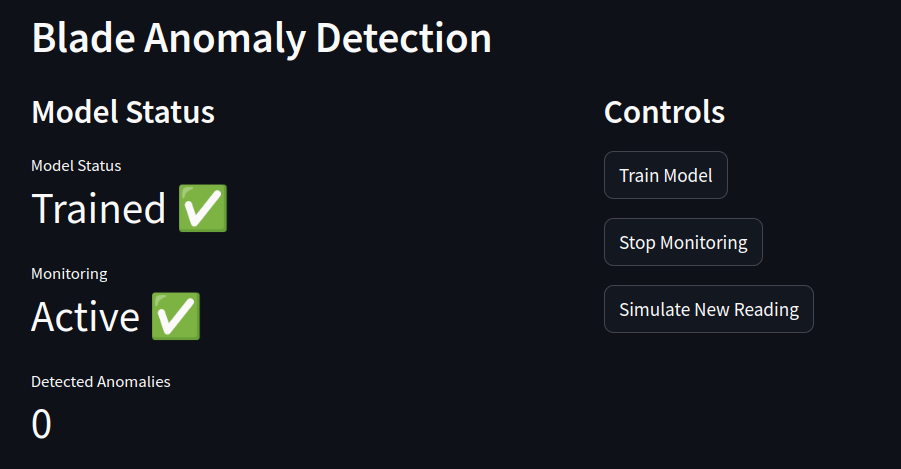 Blade Anomaly Detection
Model Status
Model Status
Trained ✅
Monitoring
Active ✅
Detected Anomalies
0
Controls
Train Model
Stop Monitoring
Simulate New Reading